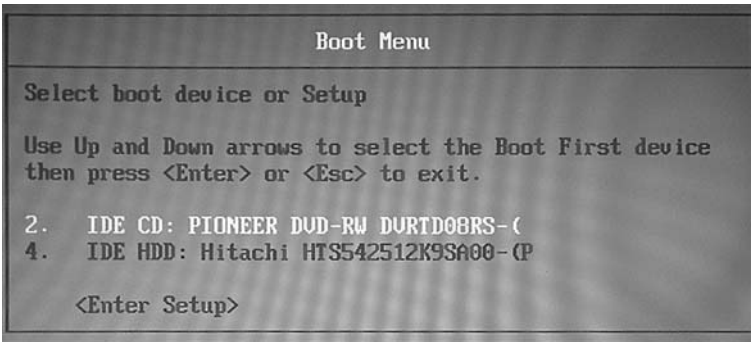 Boot Menu
Select boot device or Setup
Use Up and Down arrows to select the Boot First device
then press <Enter> or <Esc> to exit.
2. IDE CD: PIONEER DVD-RW DVRTD08RS-(
4. IDE HDD: Hitachi HTS542512K9SA00-(P
<Enter Setup>